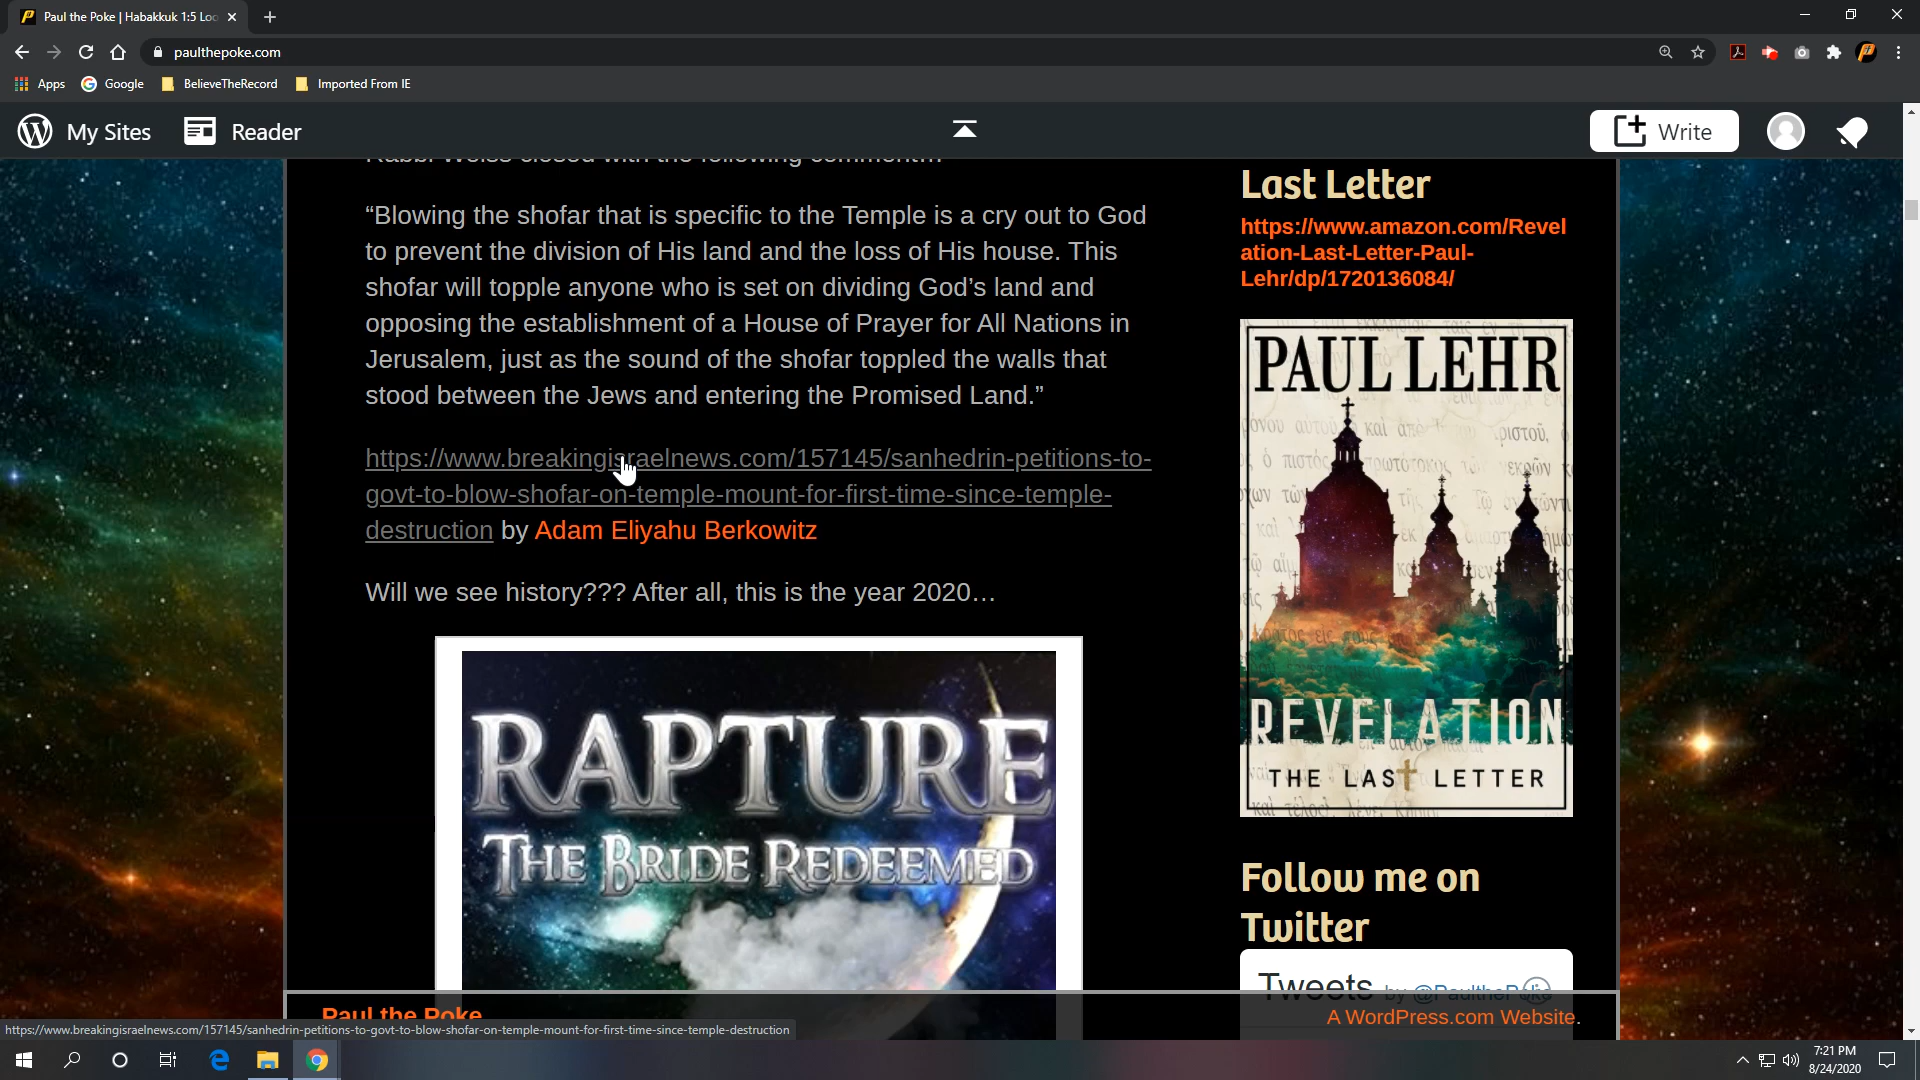 Paul the Poke | Habakkuk 1:5 Loo
paulthepoke.com
Apps Google BelieveTheRecord Imported From IE
My Sites Reader Write
Rabbi Weiss closed with the following comment…
“Blowing the shofar that is specific to the Temple is a cry out to God
to prevent the division of His land and the loss of His house. This
shofar will topple anyone who is set on dividing God’s land and
opposing the establishment of a House of Prayer for All Nations in
Jerusalem, just as the sound of the shofar toppled the walls that
stood between the Jews and entering the Promised Land.”
https://www.breakingisraelnews.com/157145/sanhedrin-petitions-to-
govt-to-blow-shofar-on-temple-mount-for-first-time-since-temple-
destruction by Adam Eliyahu Berkowitz
Will we see history??? After all, this is the year 2020…
RAPTURE
THE BRIDE REDEEMED
Last Letter
https://www.amazon.com/Revel
ation-Last-Letter-Paul-
Lehr/dp/1720136084/
PAUL LEHR
REVELATION
THE LAST LETTER
Follow me on
Twitter
Tweets by @PaulthePoke
Paul the Poke
A WordPress.com Website.
https://www.breakingisraelnews.com/157145/sanhedrin-petitions-to-govt-to-blow-shofar-on-temple-mount-for-first-time-since-temple-destruction
7:21 PM
8/24/2020